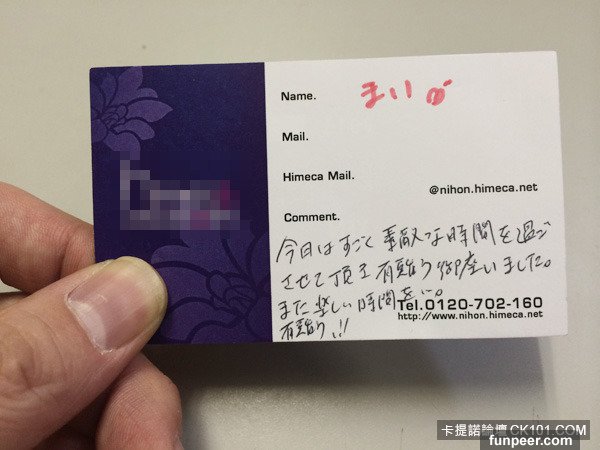 Name. まい
Mail.
Himeca Mail.
@nihon.himeca.net
Comment.
今日はすごく素敵な時間を過ご
させて頂き有難う御座いました。
また楽しい時間を
有難う!!
Tel.0120-702-160
http://www.nihon.himeca.net
卡提諾論壇 CK101.COM
funpeer.com